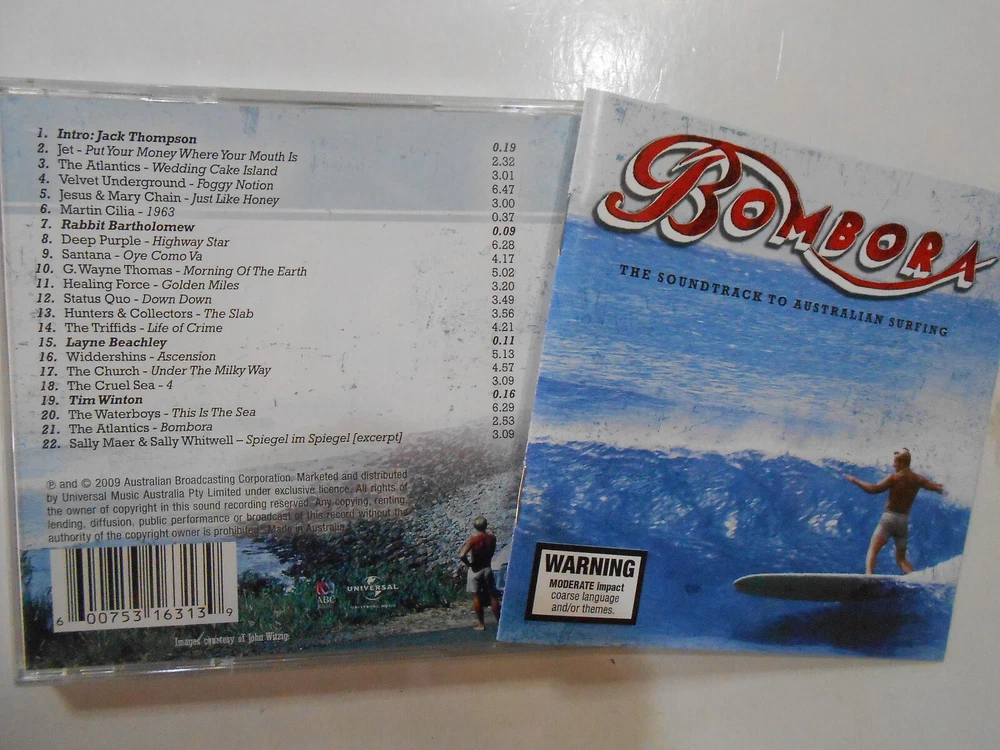 1. Intro: Jack Thompson 0.19
2. Jet - Put Your Money Where Your Mouth Is 2.32
3. The Atlantics - Wedding Cake Island 3.01
4. Velvet Underground - Foggy Notion 6.47
5. Jesus & Mary Chain - Just Like Honey 3.00
6. Martin Cilia - 1963 0.37
7. Rabbit Bartholomew 0.09
8. Deep Purple - Highway Star 6.28
9. Santana - Oye Como Va 4.17
10. G. Wayne Thomas - Morning Of The Earth 5.02
11. Healing Force - Golden Miles 3.20
12. Status Quo - Down Down 3.49
13. Hunters & Collectors - The Slab 3.56
14. The Triffids - Life of Crime 4.21
15. Layne Beachley 0.11
16. Widdershins - Ascension 5.13
17. The Church - Under The Milky Way 4.57
18. The Cruel Sea - 4 3.09
19. Tim Winton 0.16
20. The Waterboys - This Is The Sea 6.29
21. The Atlantics - Bombora 2.53
22. Sally Maer & Sally Whitwell – Spiegel im Spiegel [excerpt] 3.09
℗ and © 2009 Australian Broadcasting Corporation. Marketed and distributed
by Universal Music Australia Pty Limited under exclusive licence. All rights of
the owner of copyright in this sound recording reserved. Any copying, renting,
lending, diffusion, public performance or broadcast of this record without the
authority of the copyright owner is prohibited. Made in Australia.
6 00753 16313 9
ABC
UNIVERSAL
UNIVERSAL MUSIC
Images courtesy of John Witzig.
BOMBORA
THE SOUNDTRACK TO AUSTRALIAN SURFING
WARNING
MODERATE impact
coarse language
and/or themes.